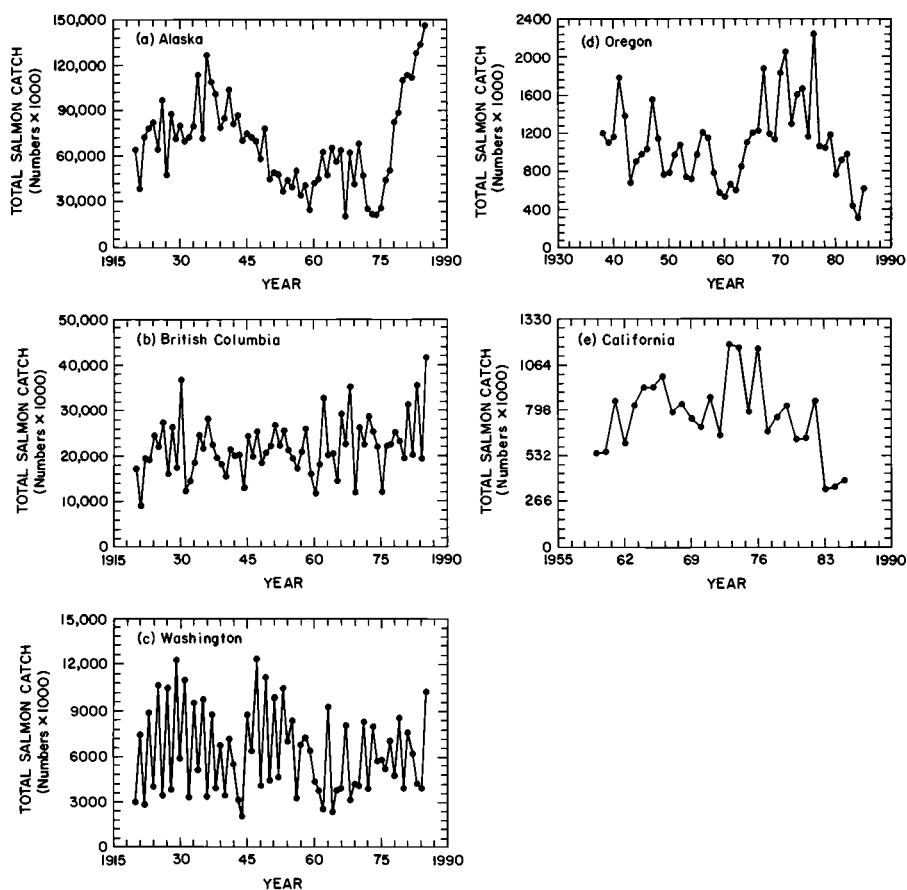 (a) Alaska
TOTAL SALMON CATCH
(Numbers × 1000)
150,000
120,000
90,000
60,000
30,000
0
1915 30 45 60 75 1990
YEAR
(b) British Columbia
TOTAL SALMON CATCH
(Numbers × 1000)
50,000
40,000
30,000
20,000
10,000
0
1915 30 45 60 75 1990
YEAR
(c) Washington
TOTAL SALMON CATCH
(Numbers × 1000)
15,000
12,000
9000
6000
3000
0
1915 30 45 60 75 1990
YEAR
(d) Oregon
TOTAL SALMON CATCH
(Numbers × 1000)
2400
2000
1600
1200
800
400
0
1930 40 50 60 70 80 1990
YEAR
(e) California
TOTAL SALMON CATCH
(Numbers × 1000)
1330
1064
798
532
266
0
1955 62 69 76 83 1990
YEAR